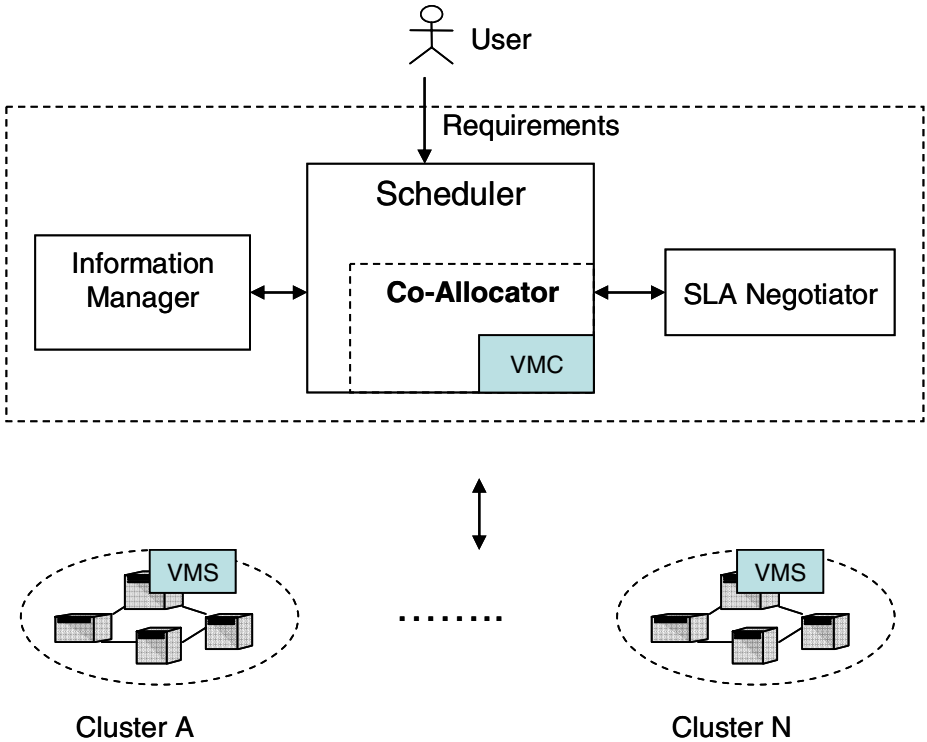 User
Requirements
Scheduler
Information
Manager
Co-Allocator
SLA Negotiator
VMC
VMS
VMS
........
Cluster A
Cluster N